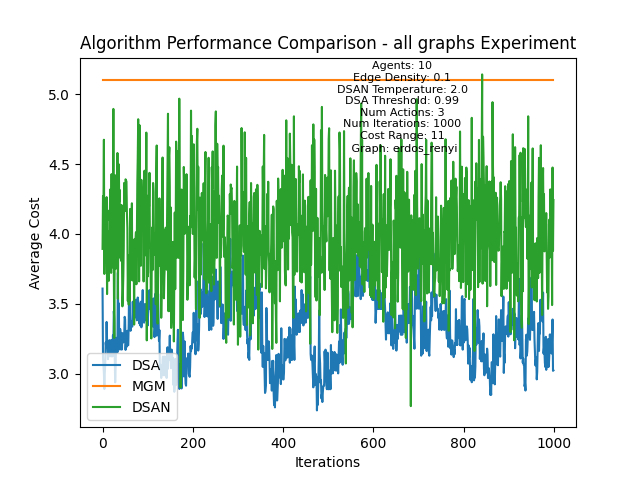 Algorithm Performance Comparison - all graphs Experiment
Agents: 10
Edge Density: 0.1
DSAN Temperature: 2.0
DSA Threshold: 0.99
Num Actions: 3
Num Iterations: 1000
Cost Range: 11
Graph: erdos_renyi
Average Cost
5.0
4.5
4.0
3.5
3.0
DSA
MGM
DSAN
0
200
400
600
800
1000
Iterations